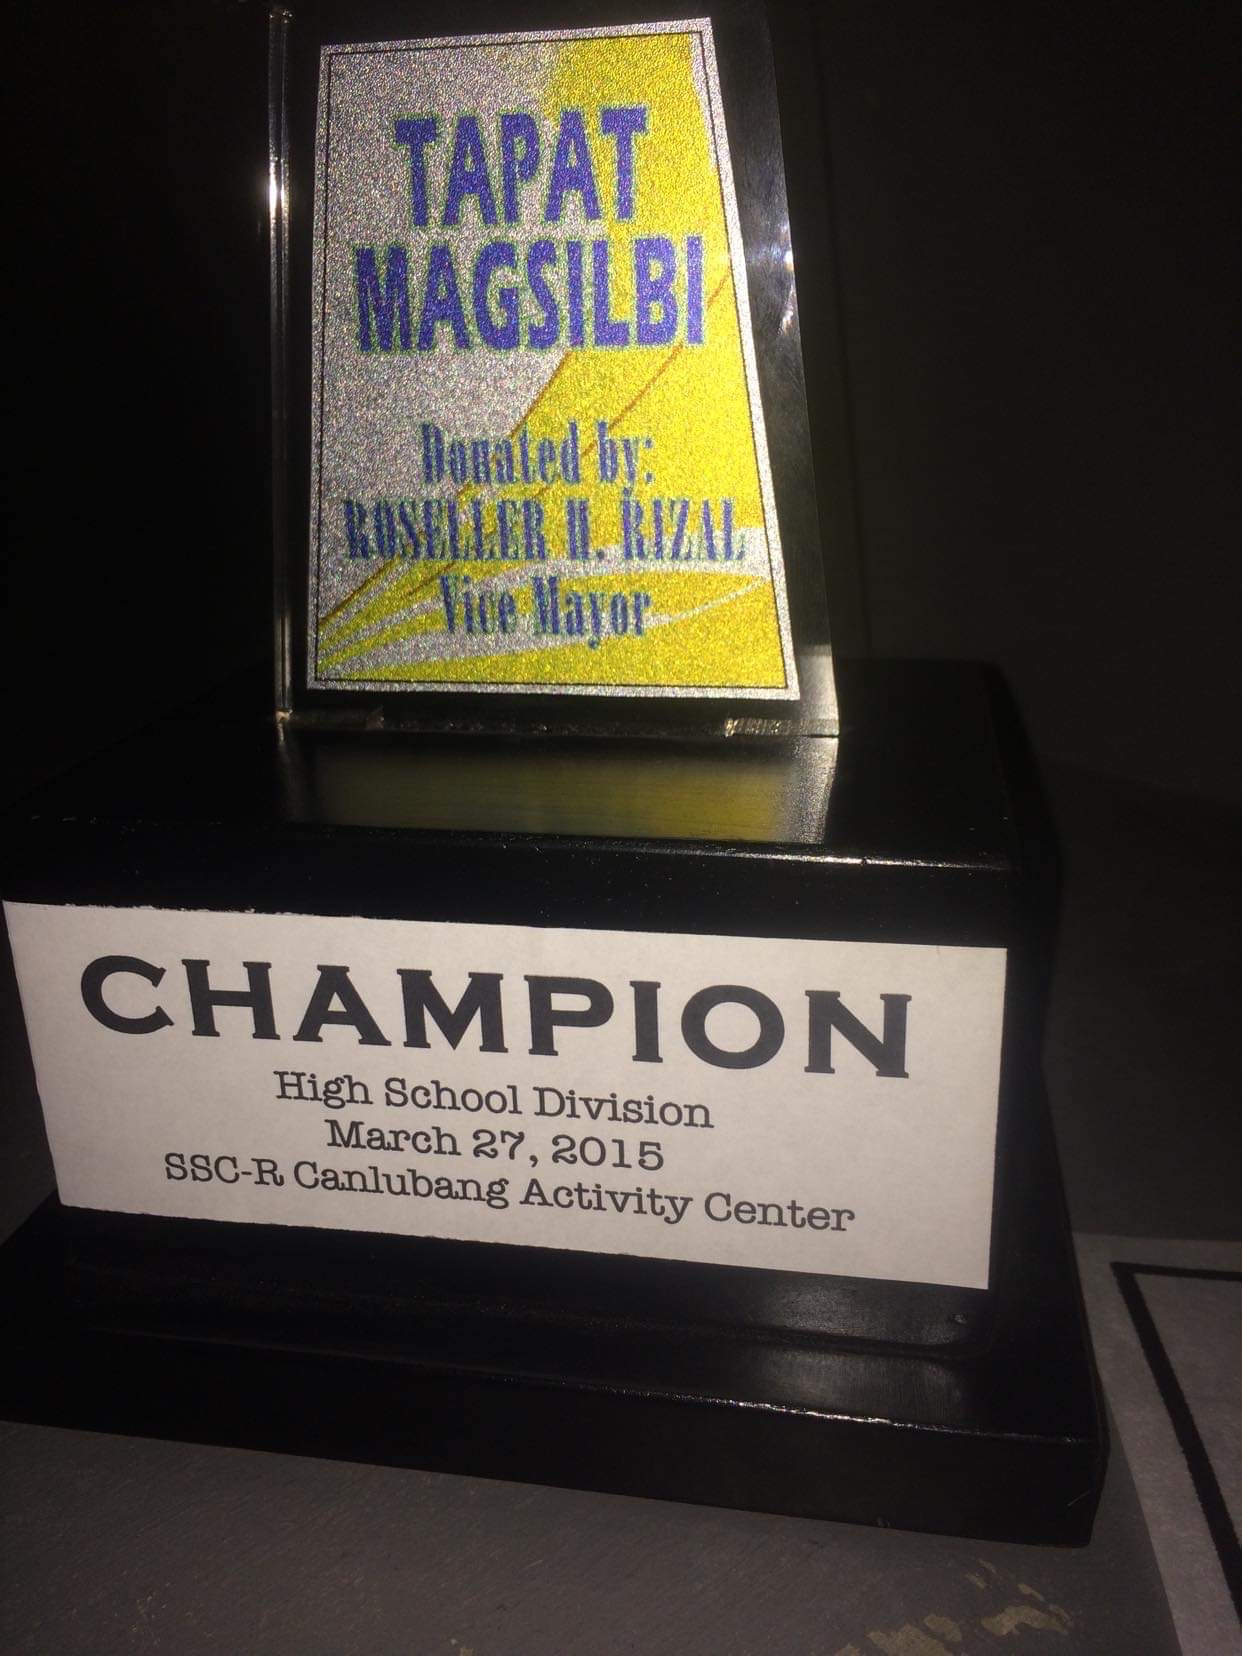 TAPAT
MAGSILBI
Donated by:
ROSELLER H. RIZAL
Vice Mayor
CHAMPION
High School Division
March 27, 2015
SSC-R Canlubang Activity Center